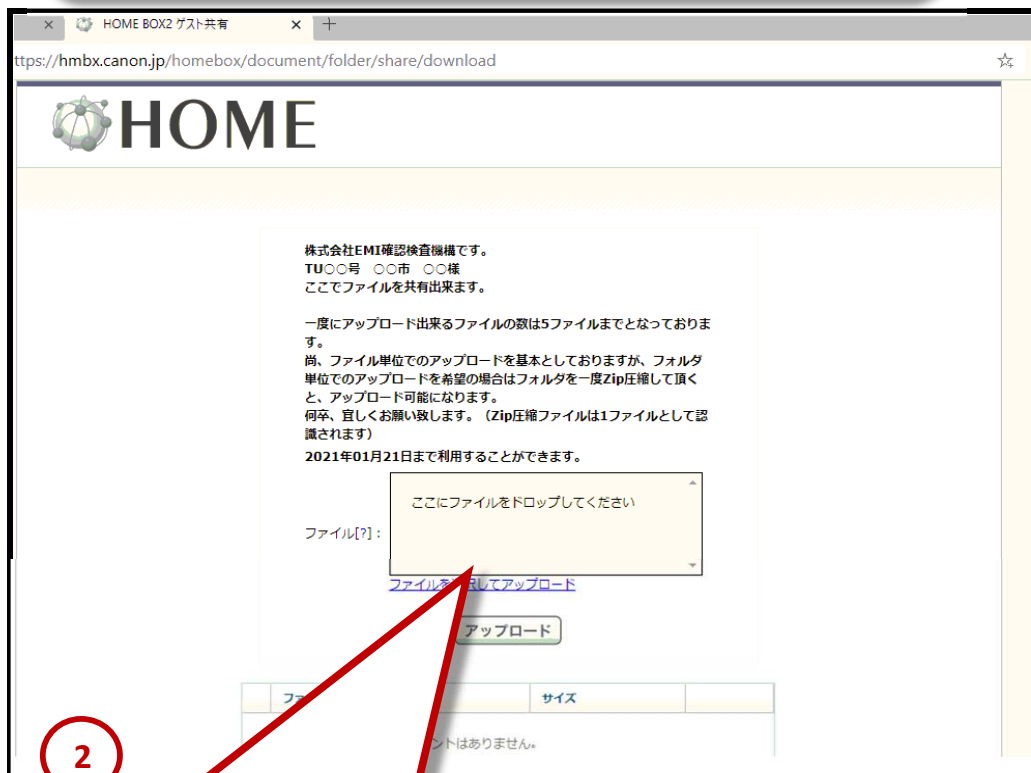 HOME BOX2 ゲスト共有
ttps://hmbx.canon.jp/homebox/document/folder/share/download
HOME
株式会社EMI確認検査機構です。
TU○○号 ○○市 ○○様
ここでファイルを共有出来ます。
一度にアップロード出来るファイルの数は5ファイルまでとなっておりま
す。
尚、ファイル単位でのアップロードを基本としておりますが、フォルダ
単位でのアップロードを希望の場合はフォルダを一度Zip圧縮して頂く
と、アップロード可能になります。
何卒、宜しくお願い致します。（Zip圧縮ファイルは1ファイルとして認
識されます）
2021年01月21日まで利用することができます。
ここにファイルをドロップしてください
ファイル[?]：
ファイルを 択してアップロード
アップロード
ファ サイズ
ントはありません。
2